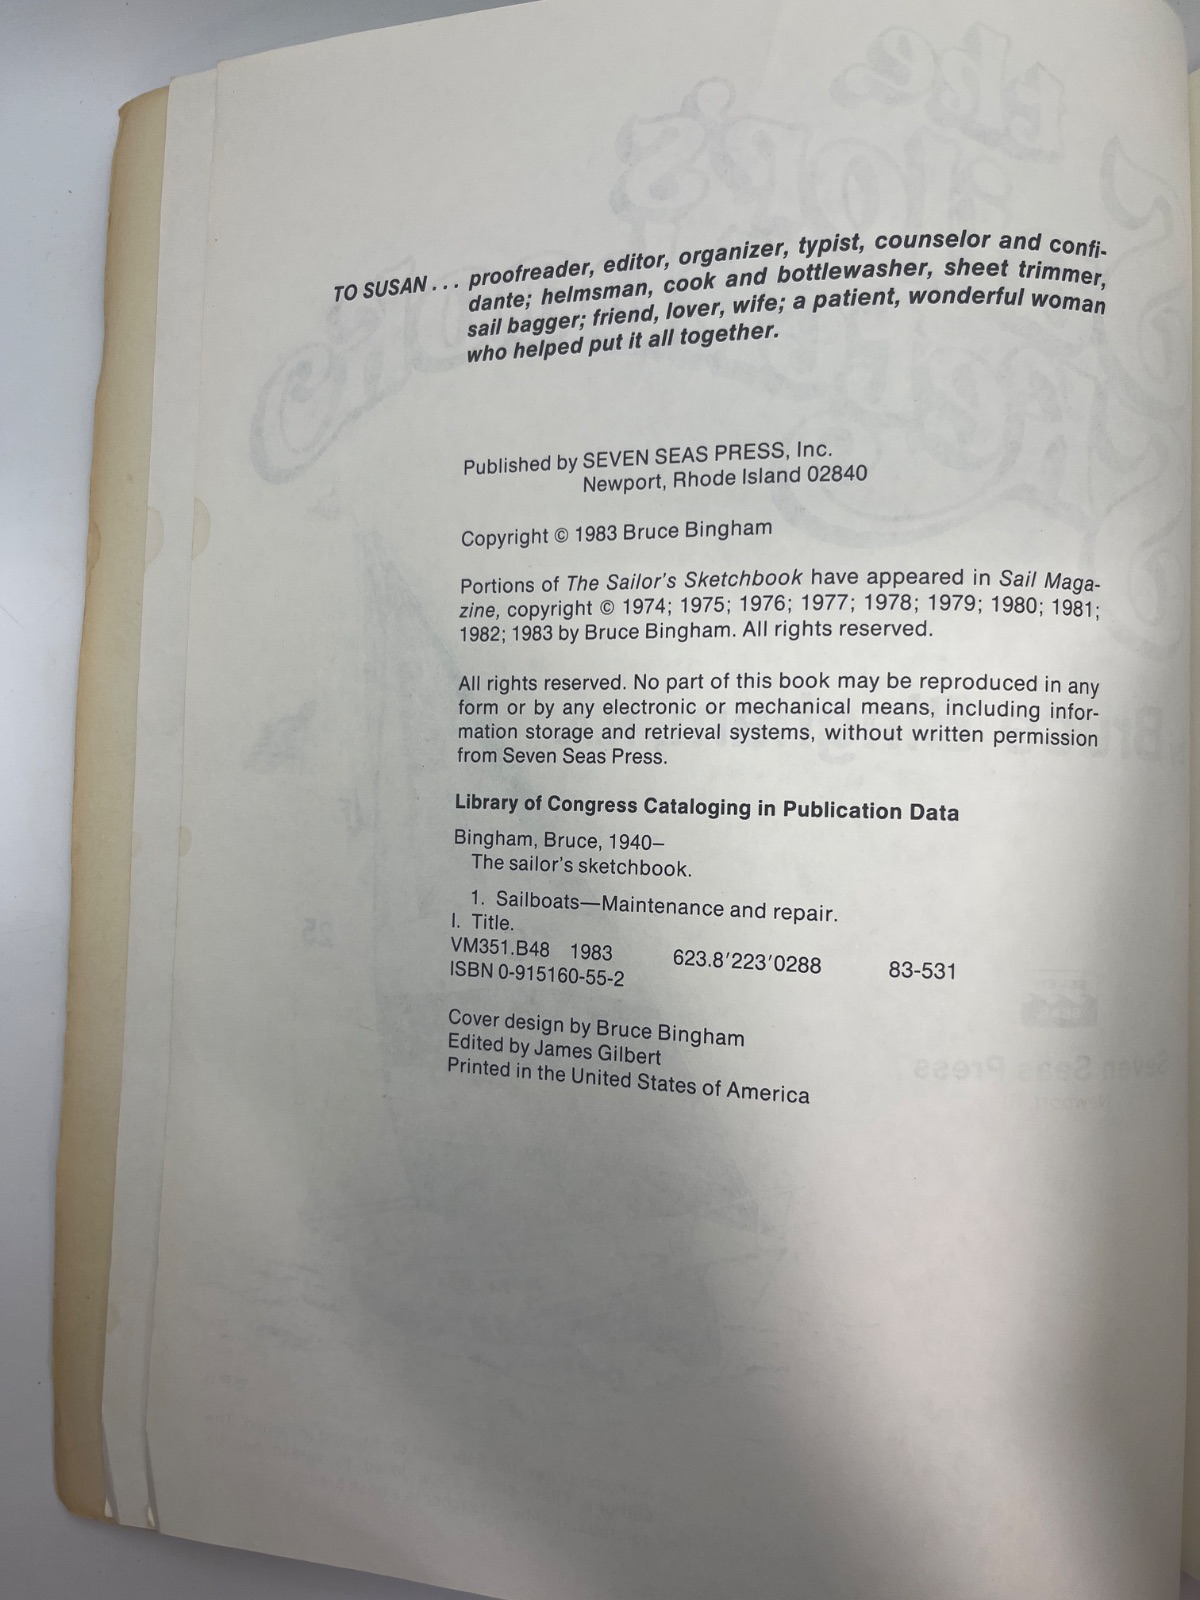 TO SUSAN . . . proofreader, editor, organizer, typist, counselor and confi-
dante; helmsman, cook and bottlewasher, sheet trimmer,
sail bagger; friend, lover, wife; a patient, wonderful woman
who helped put it all together.
Published by SEVEN SEAS PRESS, Inc.
Newport, Rhode Island 02840
Copyright © 1983 Bruce Bingham
Portions of The Sailor's Sketchbook have appeared in Sail Maga-
zine, copyright © 1974; 1975; 1976; 1977; 1978; 1979; 1980; 1981;
1982; 1983 by Bruce Bingham. All rights reserved.
All rights reserved. No part of this book may be reproduced in any
form or by any electronic or mechanical means, including infor-
mation storage and retrieval systems, without written permission
from Seven Seas Press.
Library of Congress Cataloging in Publication Data
Bingham, Bruce, 1940–
The sailor's sketchbook.
1. Sailboats—Maintenance and repair.
I. Title.
VM351.B48 1983 623.8'223'0288 83-531
ISBN 0-915160-55-2
Cover design by Bruce Bingham
Edited by James Gilbert
Printed in the United States of America